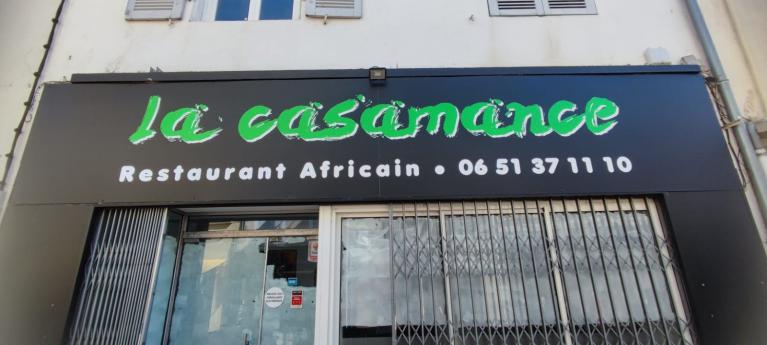 la casamance
Restaurant Africain • 06 51 37 11 10